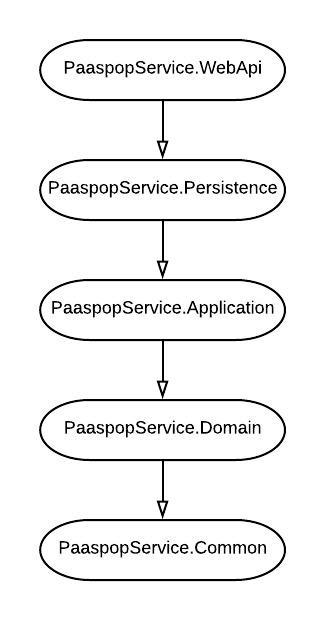 PaaspopService.WebApi
PaaspopService.Persistence
PaaspopService.Application
PaaspopService.Domain
PaaspopService.Common